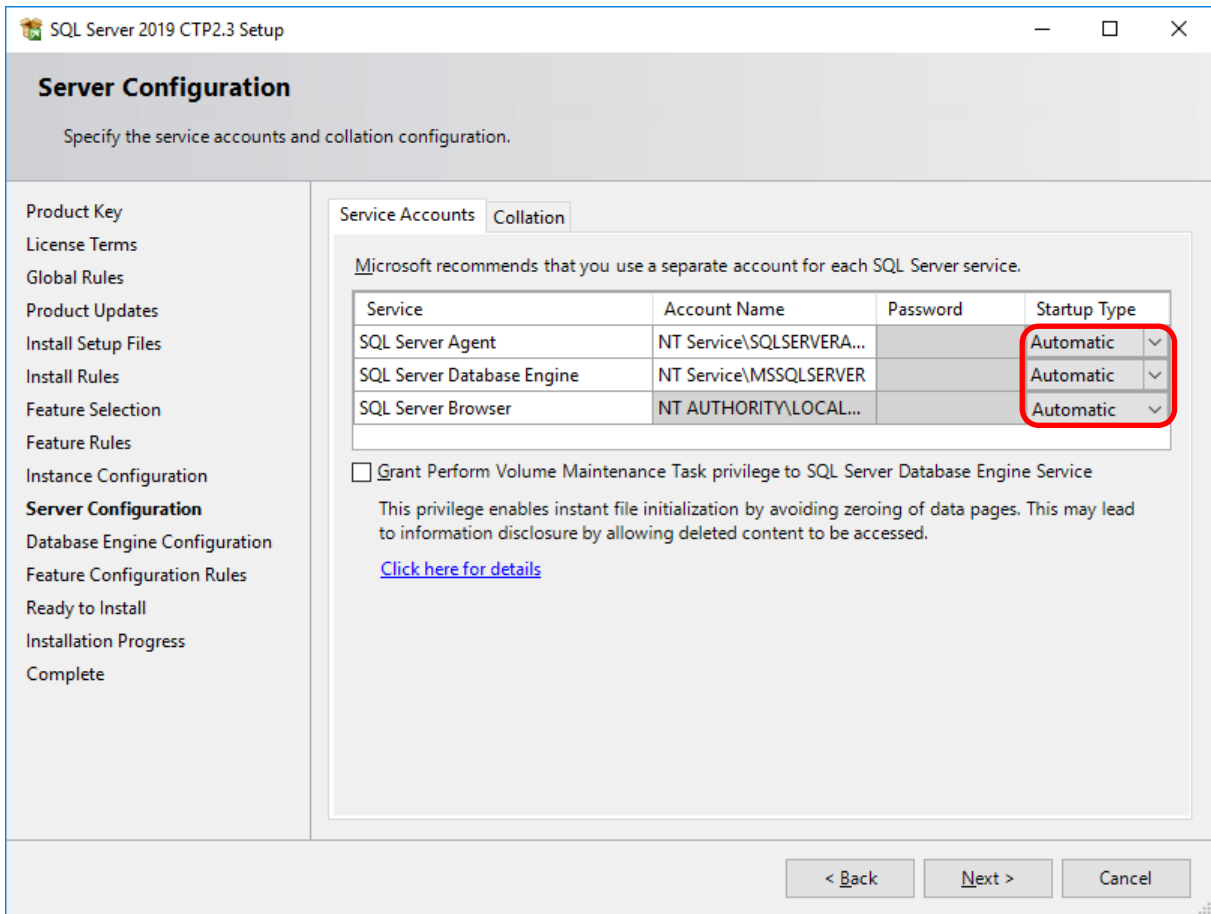 SQL Server 2019 CTP2.3 Setup
Server Configuration
Specify the service accounts and collation configuration.
Product Key
License Terms
Global Rules
Product Updates
Install Setup Files
Install Rules
Feature Selection
Feature Rules
Instance Configuration
Server Configuration
Database Engine Configuration
Feature Configuration Rules
Ready to Install
Installation Progress
Complete
Service Accounts Collation
Microsoft recommends that you use a separate account for each SQL Server service.
Service Account Name Password Startup Type
SQL Server Agent NT Service\SQLSERVERA... Automatic
SQL Server Database Engine NT Service\MSSQLSERVER Automatic
SQL Server Browser NT AUTHORITY\LOCAL... Automatic
Grant Perform Volume Maintenance Task privilege to SQL Server Database Engine Service
This privilege enables instant file initialization by avoiding zeroing of data pages. This may lead
to information disclosure by allowing deleted content to be accessed.
Click here for details
< Back Next > Cancel